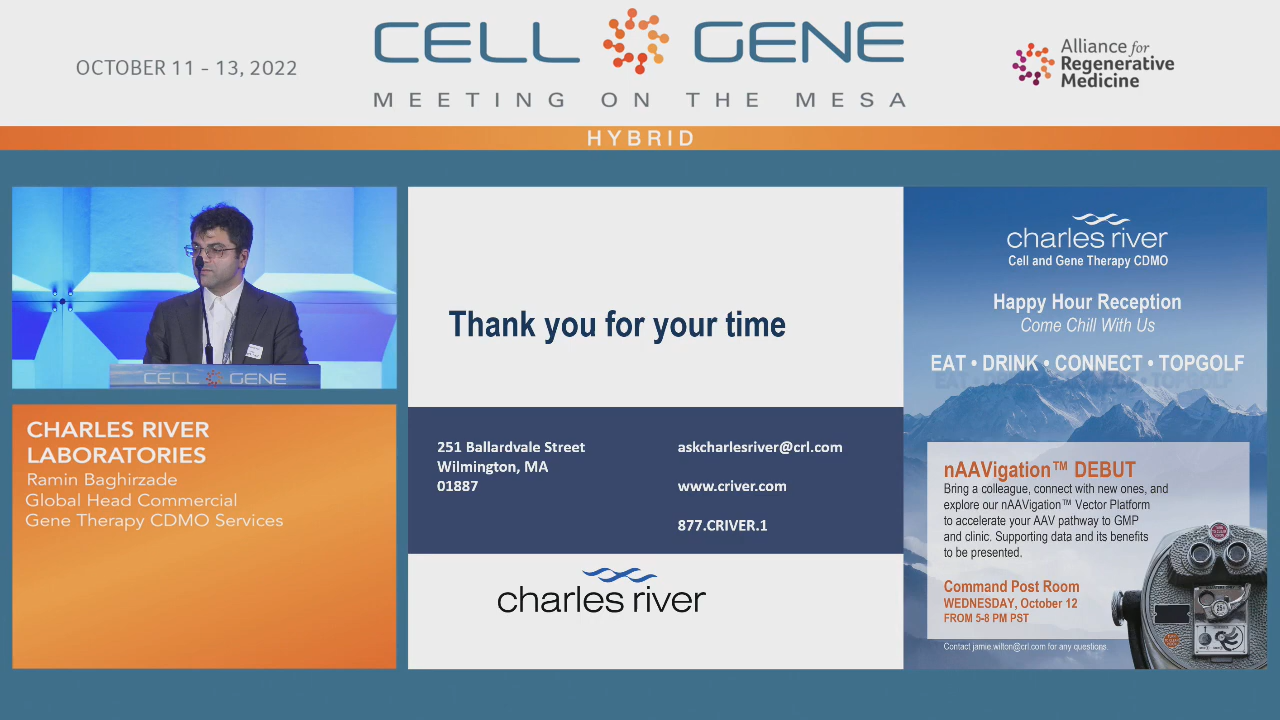 OCTOBER 11 - 13, 2022
CELL GENE
MEETING ON THE MESA
Alliance for
Regenerative
Medicine
HYBRID
CELL GENE
CHARLES RIVER
LABORATORIES
Ramin Baghirzade
Global Head Commercial
Gene Therapy CDMO Services
Thank you for your time
251 Ballardvale Street
Wilmington, MA
01887
askcharlesriver@crl.com
www.criver.com
877.CRIVER.1
charles river
charles river
Cell and Gene Therapy CDMO
Happy Hour Reception
Come Chill With Us
EAT • DRINK • CONNECT • TOPGOLF
nAAVigation™ DEBUT
Bring a colleague, connect with new ones, and
explore our nAAVigation™ Vector Platform
to accelerate your AAV pathway to GMP
and clinic. Supporting data and its benefits
to be presented.
Command Post Room
WEDNESDAY, October 12
FROM 5-8 PM PST
Contact jamie.wilton@crl.com for any questions.